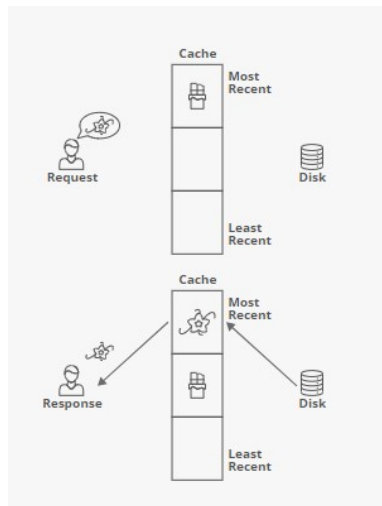 Cache
Most
Recent
Request
Disk
Least
Recent
Cache
Most
Recent
Response
Disk
Least
Recent